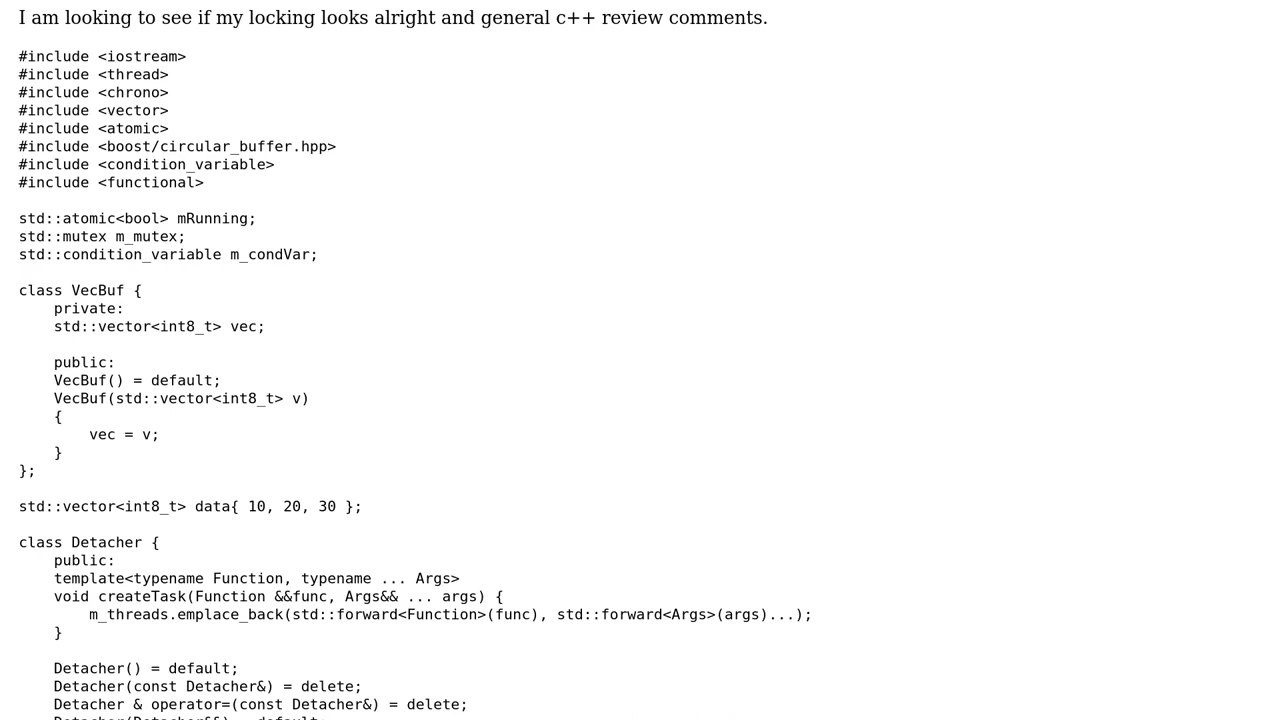 I am looking to see if my locking looks alright and general c++ review comments.
#include <iostream>
#include <thread>
#include <chrono>
#include <vector>
#include <atomic>
#include <boost/circular_buffer.hpp>
#include <condition_variable>
#include <functional>
std::atomic<bool> mRunning;
std::mutex m_mutex;
std::condition_variable m_condVar;
class VecBuf {
    private:
    std::vector<int8_t> vec;
    public:
    VecBuf() = default;
    VecBuf(std::vector<int8_t> v)
    {
        vec = v;
    }
};
std::vector<int8_t> data{ 10, 20, 30 };
class Detacher {
    public:
    template<typename Function, typename ... Args>
    void createTask(Function &&func, Args&& ... args) {
        m_threads.emplace_back(std::forward<Function>(func), std::forward<Args>(args)...);
    }
    Detacher() = default;
    Detacher(const Detacher&) = delete;
    Detacher & operator=(const Detacher&) = delete;
    Detacher(Detacher&&) = default;